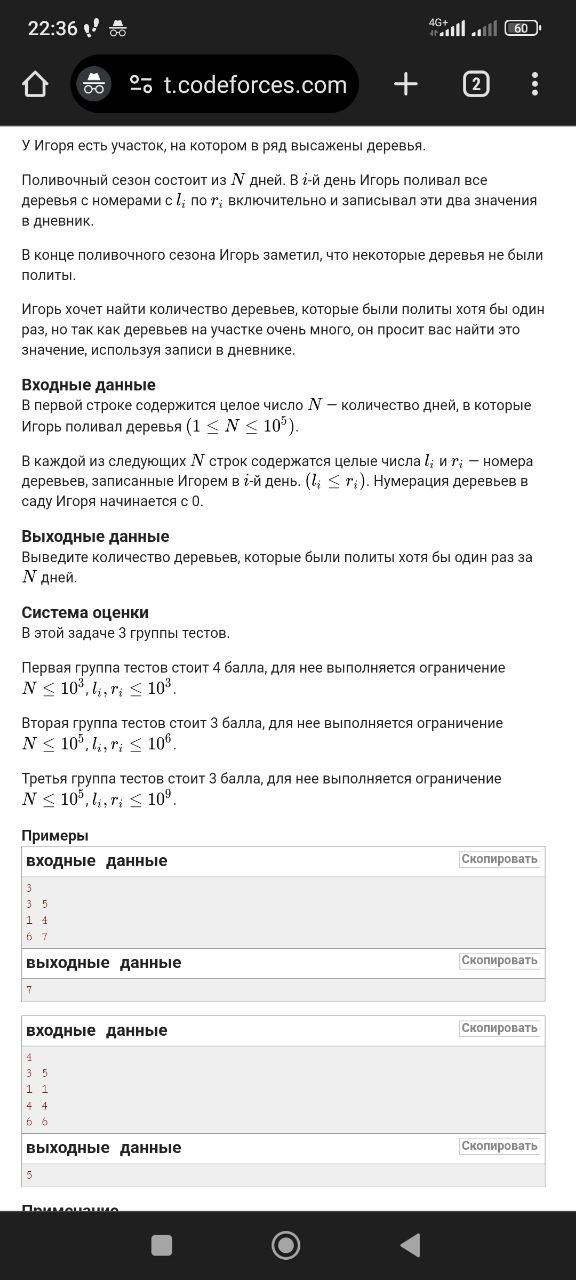 22:36
4G+
60
t.codeforces.com
2
У Игоря есть участок, на котором в ряд высажены деревья.
Поливочный сезон состоит из N дней. В i-й день Игорь поливал все
деревья с номерами с l_i по r_i включительно и записывал эти два значения
в дневник.
В конце поливочного сезона Игорь заметил, что некоторые деревья не были
политы.
Игорь хочет найти количество деревьев, которые были политы хотя бы один
раз, но так как деревьев на участке очень много, он просит вас найти это
значение, используя записи в дневнике.
Входные данные
В первой строке содержится целое число N — количество дней, в которые
Игорь поливал деревья (1 ≤ N ≤ 10^5).
В каждой из следующих N строк содержатся целые числа l_i и r_i — номера
деревьев, записанные Игорем в i-й день. (l_i ≤ r_i). Нумерация деревьев в
саду Игоря начинается с 0.
Выходные данные
Выведите количество деревьев, которые были политы хотя бы один раз за
N дней.
Система оценки
В этой задаче 3 группы тестов.
Первая группа тестов стоит 4 балла, для нее выполняется ограничение
N ≤ 10^3, l_i, r_i ≤ 10^3.
Вторая группа тестов стоит 3 балла, для нее выполняется ограничение
N ≤ 10^5, l_i, r_i ≤ 10^6.
Третья группа тестов стоит 3 балла, для нее выполняется ограничение
N ≤ 10^5, l_i, r_i ≤ 10^9.
Примеры
входные данные Скопировать
3
3 5
1 4
6 7
выходные данные Скопировать
7
входные данные Скопировать
4
3 5
1 1
4 4
6 6
выходные данные Скопировать
5
Примечание